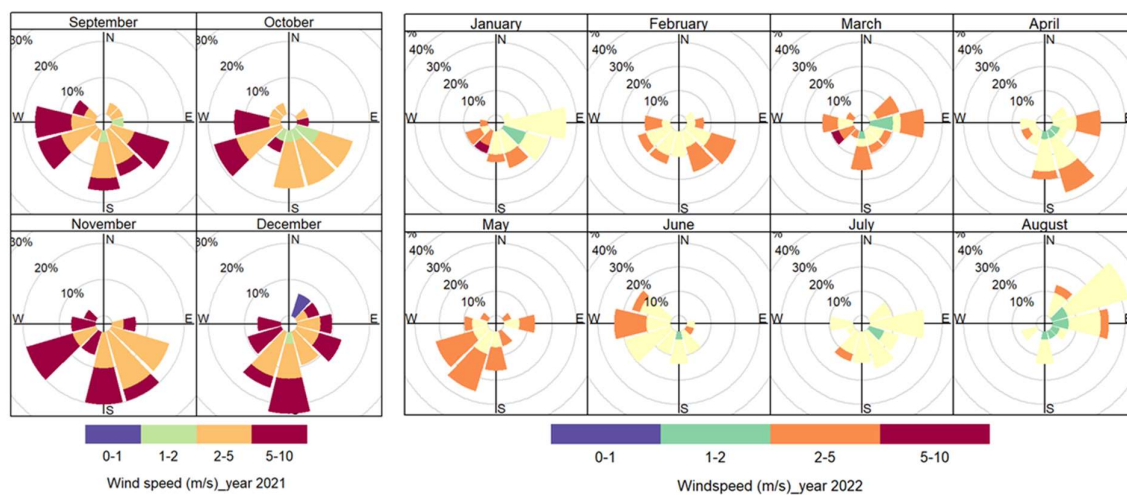 September October
30% N 20% 10% W E S
30% N 20% 10% W E S
November December
30% N 20% 10% W E S
30% N 20% 10% W E S
0-1 1-2 2-5 5-10
Wind speed (m/s)_year 2021
January February March April
% N 40% 30% 20% 10% W E S
% N 40% 30% 20% 10% W E S
% N 40% 30% 20% 10% W E S
% N 40% 30% 20% 10% W E S
May June July August
% N 40% 30% 20% 10% W E S
% N 40% 30% 20% 10% W E S
% N 40% 30% 20% 10% W E S
% N 40% 30% 20% 10% W E S
0-1 1-2 2-5 5-10
Windspeed (m/s)_year 2022